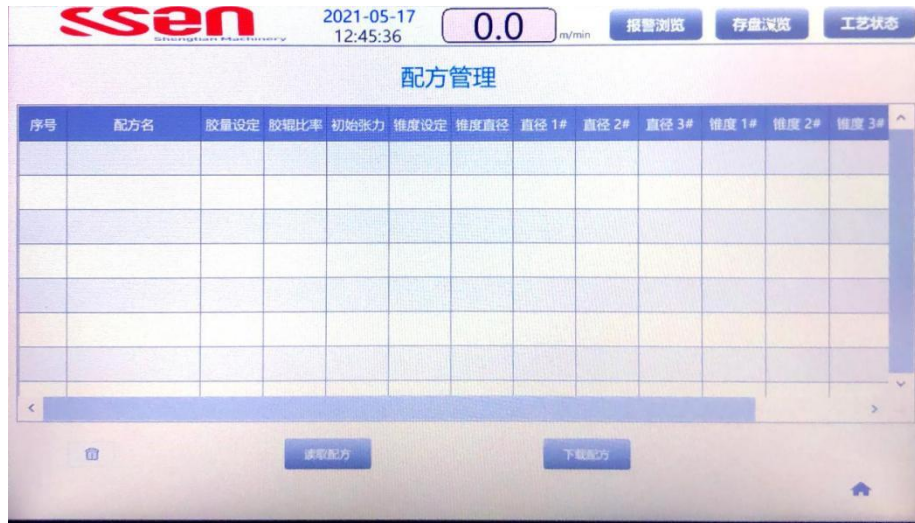 ssen
Shengtian Machinery
2021-05-17
12:45:36
0.0
m/min
报警浏览
存盘浏览
工艺状态
配方管理
序号 配方名 胶量设定 胶辊比率 初始张力 锥度设定 锥度直径 直径 1# 直径 2# 直径 3# 锥度 1# 锥度 2# 锥度 3#
读取配方
下载配方